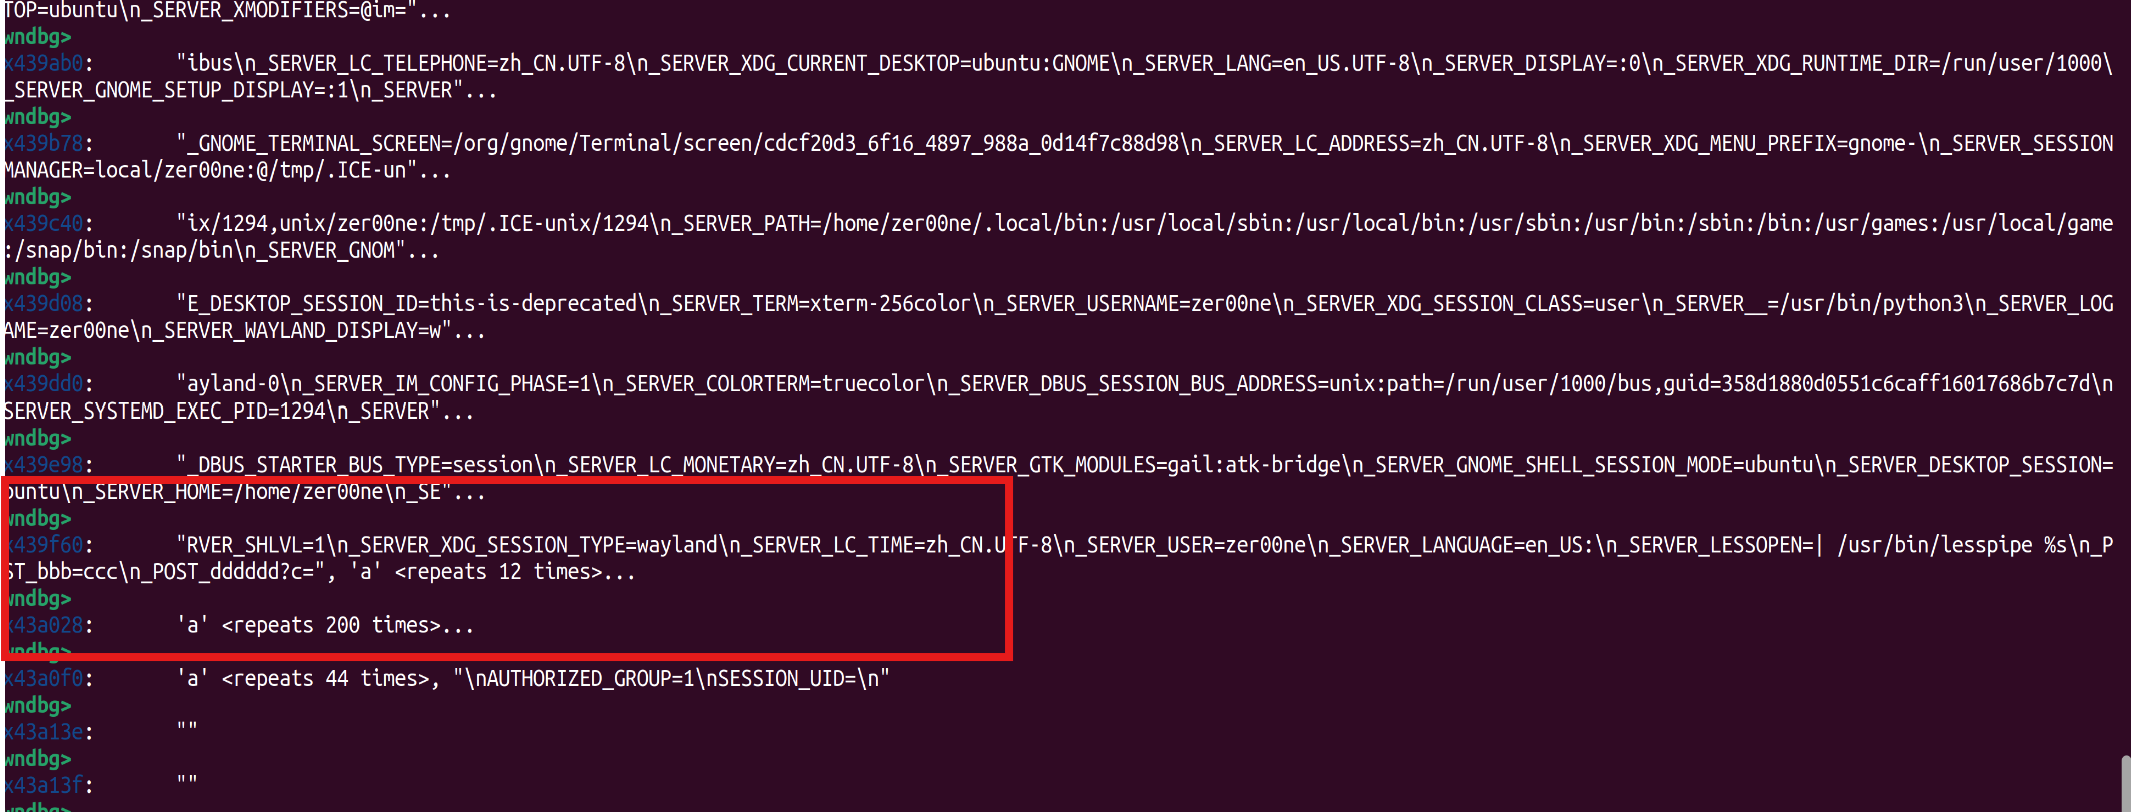 TOP=ubuntu\n_SERVER_XMODIFIERS=@im="...
wndbg>
x439ab0: "ibus\n_SERVER_LC_TELEPHONE=zh_CN.UTF-8\n_SERVER_XDG_CURRENT_DESKTOP=ubuntu:GNOME\n_SERVER_LANG=en_US.UTF-8\n_SERVER_DISPLAY=:0\n_SERVER_XDG_RUNTIME_DIR=/run/user/1000\
_SERVER_GNOME_SETUP_DISPLAY=:1\n_SERVER"...
wndbg>
x439b78: "_GNOME_TERMINAL_SCREEN=/org/gnome/Terminal/screen/cdcf20d3_6f16_4897_988a_0d14f7c88d98\n_SERVER_LC_ADDRESS=zh_CN.UTF-8\n_SERVER_XDG_MENU_PREFIX=gnome-\n_SERVER_SESSION
MANAGER=local/zer00ne:@/tmp/.ICE-un"...
wndbg>
x439c40: "ix/1294,unix/zer00ne:/tmp/.ICE-unix/1294\n_SERVER_PATH=/home/zer00ne/.local/bin:/usr/local/sbin:/usr/local/bin:/usr/sbin:/usr/bin:/sbin:/bin:/usr/games:/usr/local/game
:/snap/bin:/snap/bin\n_SERVER_GNOM"...
wndbg>
x439d08: "E_DESKTOP_SESSION_ID=this-is-deprecated\n_SERVER_TERM=xterm-256color\n_SERVER_USERNAME=zer00ne\n_SERVER_XDG_SESSION_CLASS=user\n_SERVER__=/usr/bin/python3\n_SERVER_LOG
AME=zer00ne\n_SERVER_WAYLAND_DISPLAY=w"...
wndbg>
x439dd0: "ayland-0\n_SERVER_IM_CONFIG_PHASE=1\n_SERVER_COLORTERM=truecolor\n_SERVER_DBUS_SESSION_BUS_ADDRESS=unix:path=/run/user/1000/bus,guid=358d1880d0551c6caff16017686b7c7d\n
SERVER_SYSTEMD_EXEC_PID=1294\n_SERVER"...
wndbg>
x439e98: "_DBUS_STARTER_BUS_TYPE=session\n_SERVER_LC_MONETARY=zh_CN.UTF-8\n_SERVER_GTK_MODULES=gail:atk-bridge\n_SERVER_GNOME_SHELL_SESSION_MODE=ubuntu\n_SERVER_DESKTOP_SESSION=
buntu\n_SERVER_HOME=/home/zer00ne\n_SE"...
wndbg>
x439f60: "RVER_SHLVL=1\n_SERVER_XDG_SESSION_TYPE=wayland\n_SERVER_LC_TIME=zh_CN.UTF-8\n_SERVER_USER=zer00ne\n_SERVER_LANGUAGE=en_US:\n_SERVER_LESSOPEN=| /usr/bin/lesspipe %s\n_P
ST_bbb=ccc\n_POST_dddddd?c=", 'a' <repeats 12 times>...
wndbg>
x43a028: 'a' <repeats 200 times>...
wndbg>
x43a0f0: 'a' <repeats 44 times>, "\nAUTHORIZED_GROUP=1\nSESSION_UID=\n"
wndbg>
x43a13e: ""
wndbg>
x43a13f: ""
wndbg>